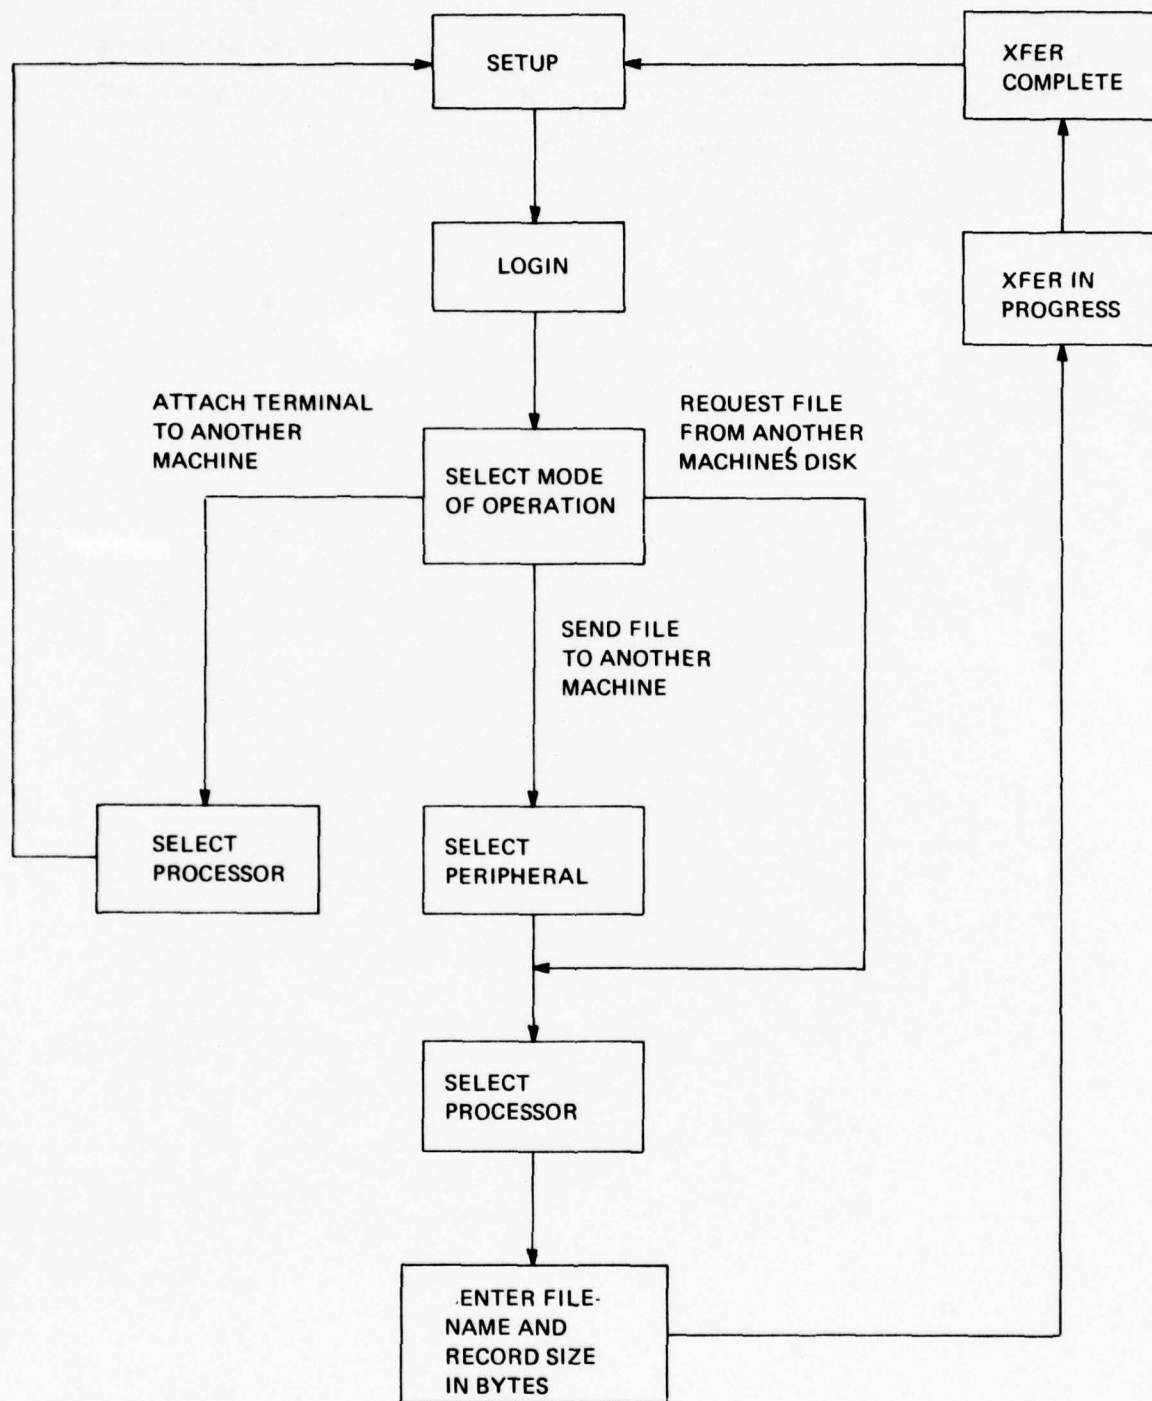 SETUP
XFER
COMPLETE
LOGIN
XFER IN
PROGRESS
ATTACH TERMINAL
TO ANOTHER
MACHINE
REQUEST FILE
FROM ANOTHER
MACHINE'S DISK
SELECT MODE
OF OPERATION
SEND FILE
TO ANOTHER
MACHINE
SELECT
PROCESSOR
SELECT
PERIPHERAL
SELECT
PROCESSOR
ENTER FILE-
NAME AND
RECORD SIZE
IN BYTES